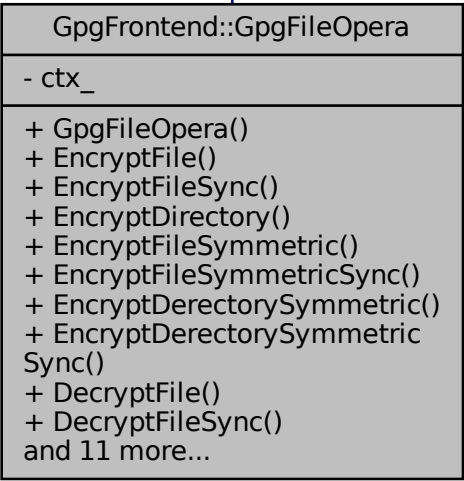 GpgFrontend::GpgFileOpera
- ctx_
+ GpgFileOpera()
+ EncryptFile()
+ EncryptFileSync()
+ EncryptDirectory()
+ EncryptFileSymmetric()
+ EncryptFileSymmetricSync()
+ EncryptDerectorySymmetric()
+ EncryptDerectorySymmetric
Sync()
+ DecryptFile()
+ DecryptFileSync()
and 11 more...